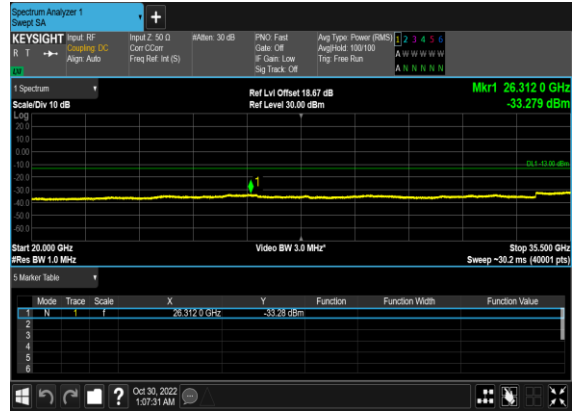 Spectrum Analyzer 1
Swept SA
+
KEYSIGHT Input: RF Input Z: 50 Ω #Atten: 30 dB PNO: Fast Avg Type: Power (RMS) 1 2 3 4 5 6
R T Coupling: DC Corr CCorr Gate: Off Avg|Hold: 100/100 A W W W W W
Align: Auto Freq Ref: Int (S) IF Gain: Low Trig: Free Run
Sig Track: Off A N N N N N
1 Spectrum
Ref Lvl Offset 18.67 dB Mkr1 26.312 0 GHz
Scale/Div 10 dB Ref Level 30.00 dBm -33.279 dBm
Log
20.0
10.0
0.00
-10.0 DL1 -13.00 dBm
-20.0 1
-30.0
-40.0
-50.0
-60.0
Start 20.000 GHz Video BW 3.0 MHz* Stop 35.500 GHz
#Res BW 1.0 MHz Sweep ~30.2 ms (40001 pts)
5 Marker Table
Mode Trace Scale X Y Function Function Width Function Value
1 N 1 f 26.312 0 GHz -33.28 dBm
2
3
4
5
6
? Oct 30, 2022
1:07:31 AM